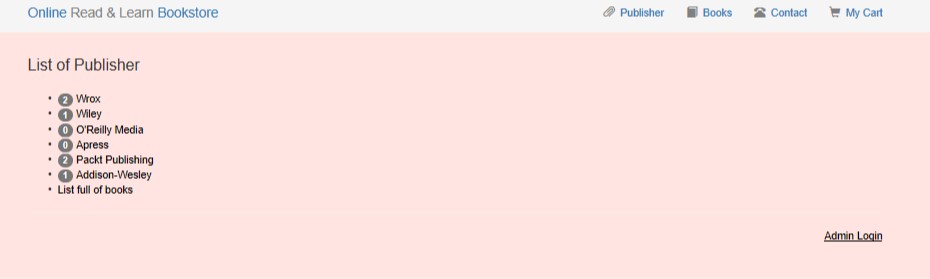 Online Read & Learn Bookstore Publisher Books Contact My Cart
List of Publisher
• 2 Wrox
• 1 Wiley
• 0 O'Reilly Media
• 0 Apress
• 2 Packt Publishing
• 1 Addison-Wesley
• List full of books
Admin Login